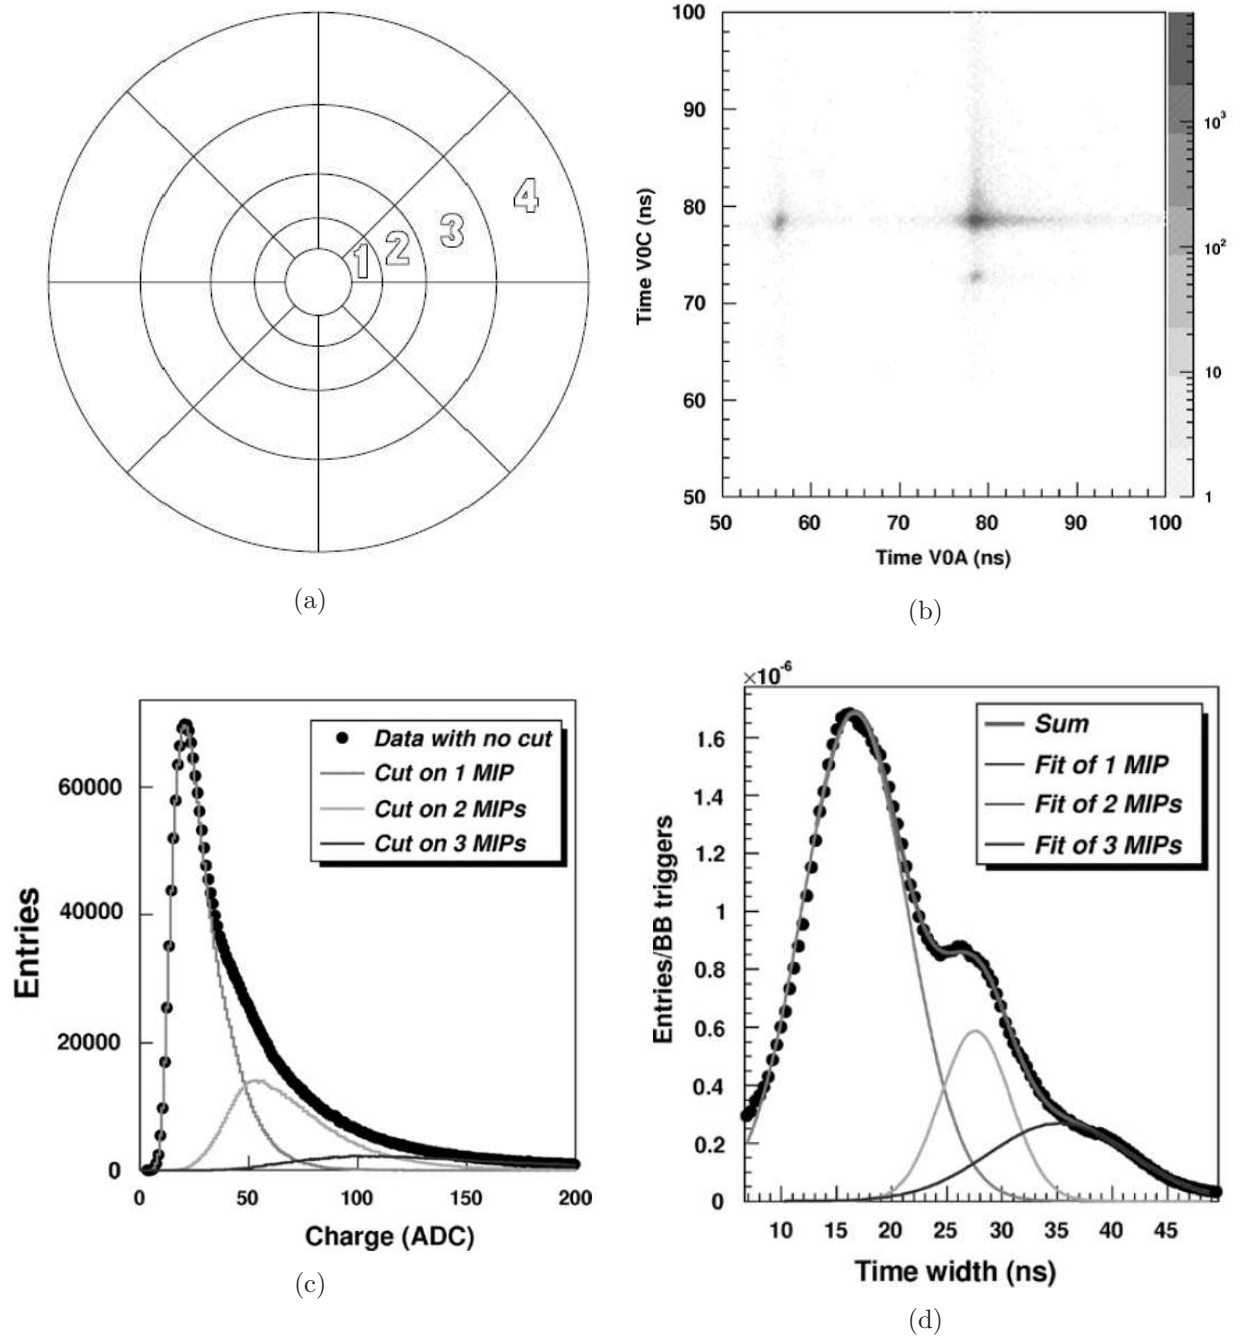 1
2
3
4
(a)
100
90
80
70
60
50
Time V0C (ns)
50 60 70 80 90 100
Time V0A (ns)
10³
10²
10
1
(b)
Entries
60000
40000
20000
0
0 50 100 150 200
Charge (ADC)
Data with no cut
Cut on 1 MIP
Cut on 2 MIPs
Cut on 3 MIPs
(c)
×10⁻⁶
Entries/BB triggers
1.6
1.4
1.2
1
0.8
0.6
0.4
0.2
0
10 15 20 25 30 35 40 45
Time width (ns)
Sum
Fit of 1 MIP
Fit of 2 MIPs
Fit of 3 MIPs
(d)